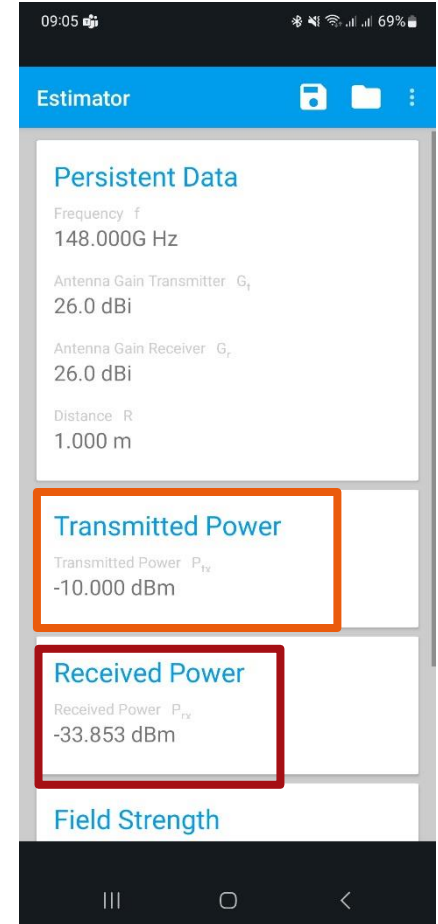 09:05
69%
Estimator
Persistent Data
Frequency f
148.000G Hz
Antenna Gain Transmitter Gt
26.0 dBi
Antenna Gain Receiver Gr
26.0 dBi
Distance R
1.000 m
Transmitted Power
Transmitted Power Ptx
-10.000 dBm
Received Power
Received Power Prx
-33.853 dBm
Field Strength